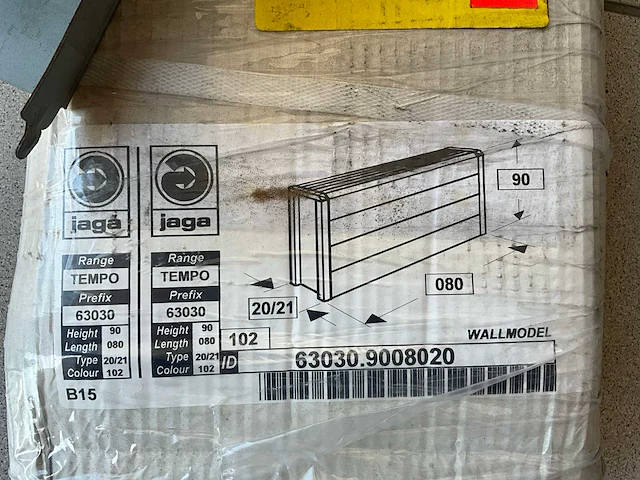 jaga
jaga
Range
TEMPO
Prefix
63030
Height 90
Length 080
Type 20/21
Colour 102
B15
Range
TEMPO
Prefix
63030
Height 90
Length 080
Type 20/21
Colour 102
90
080
20/21
102
WALLMODEL
ID 63030.9008020